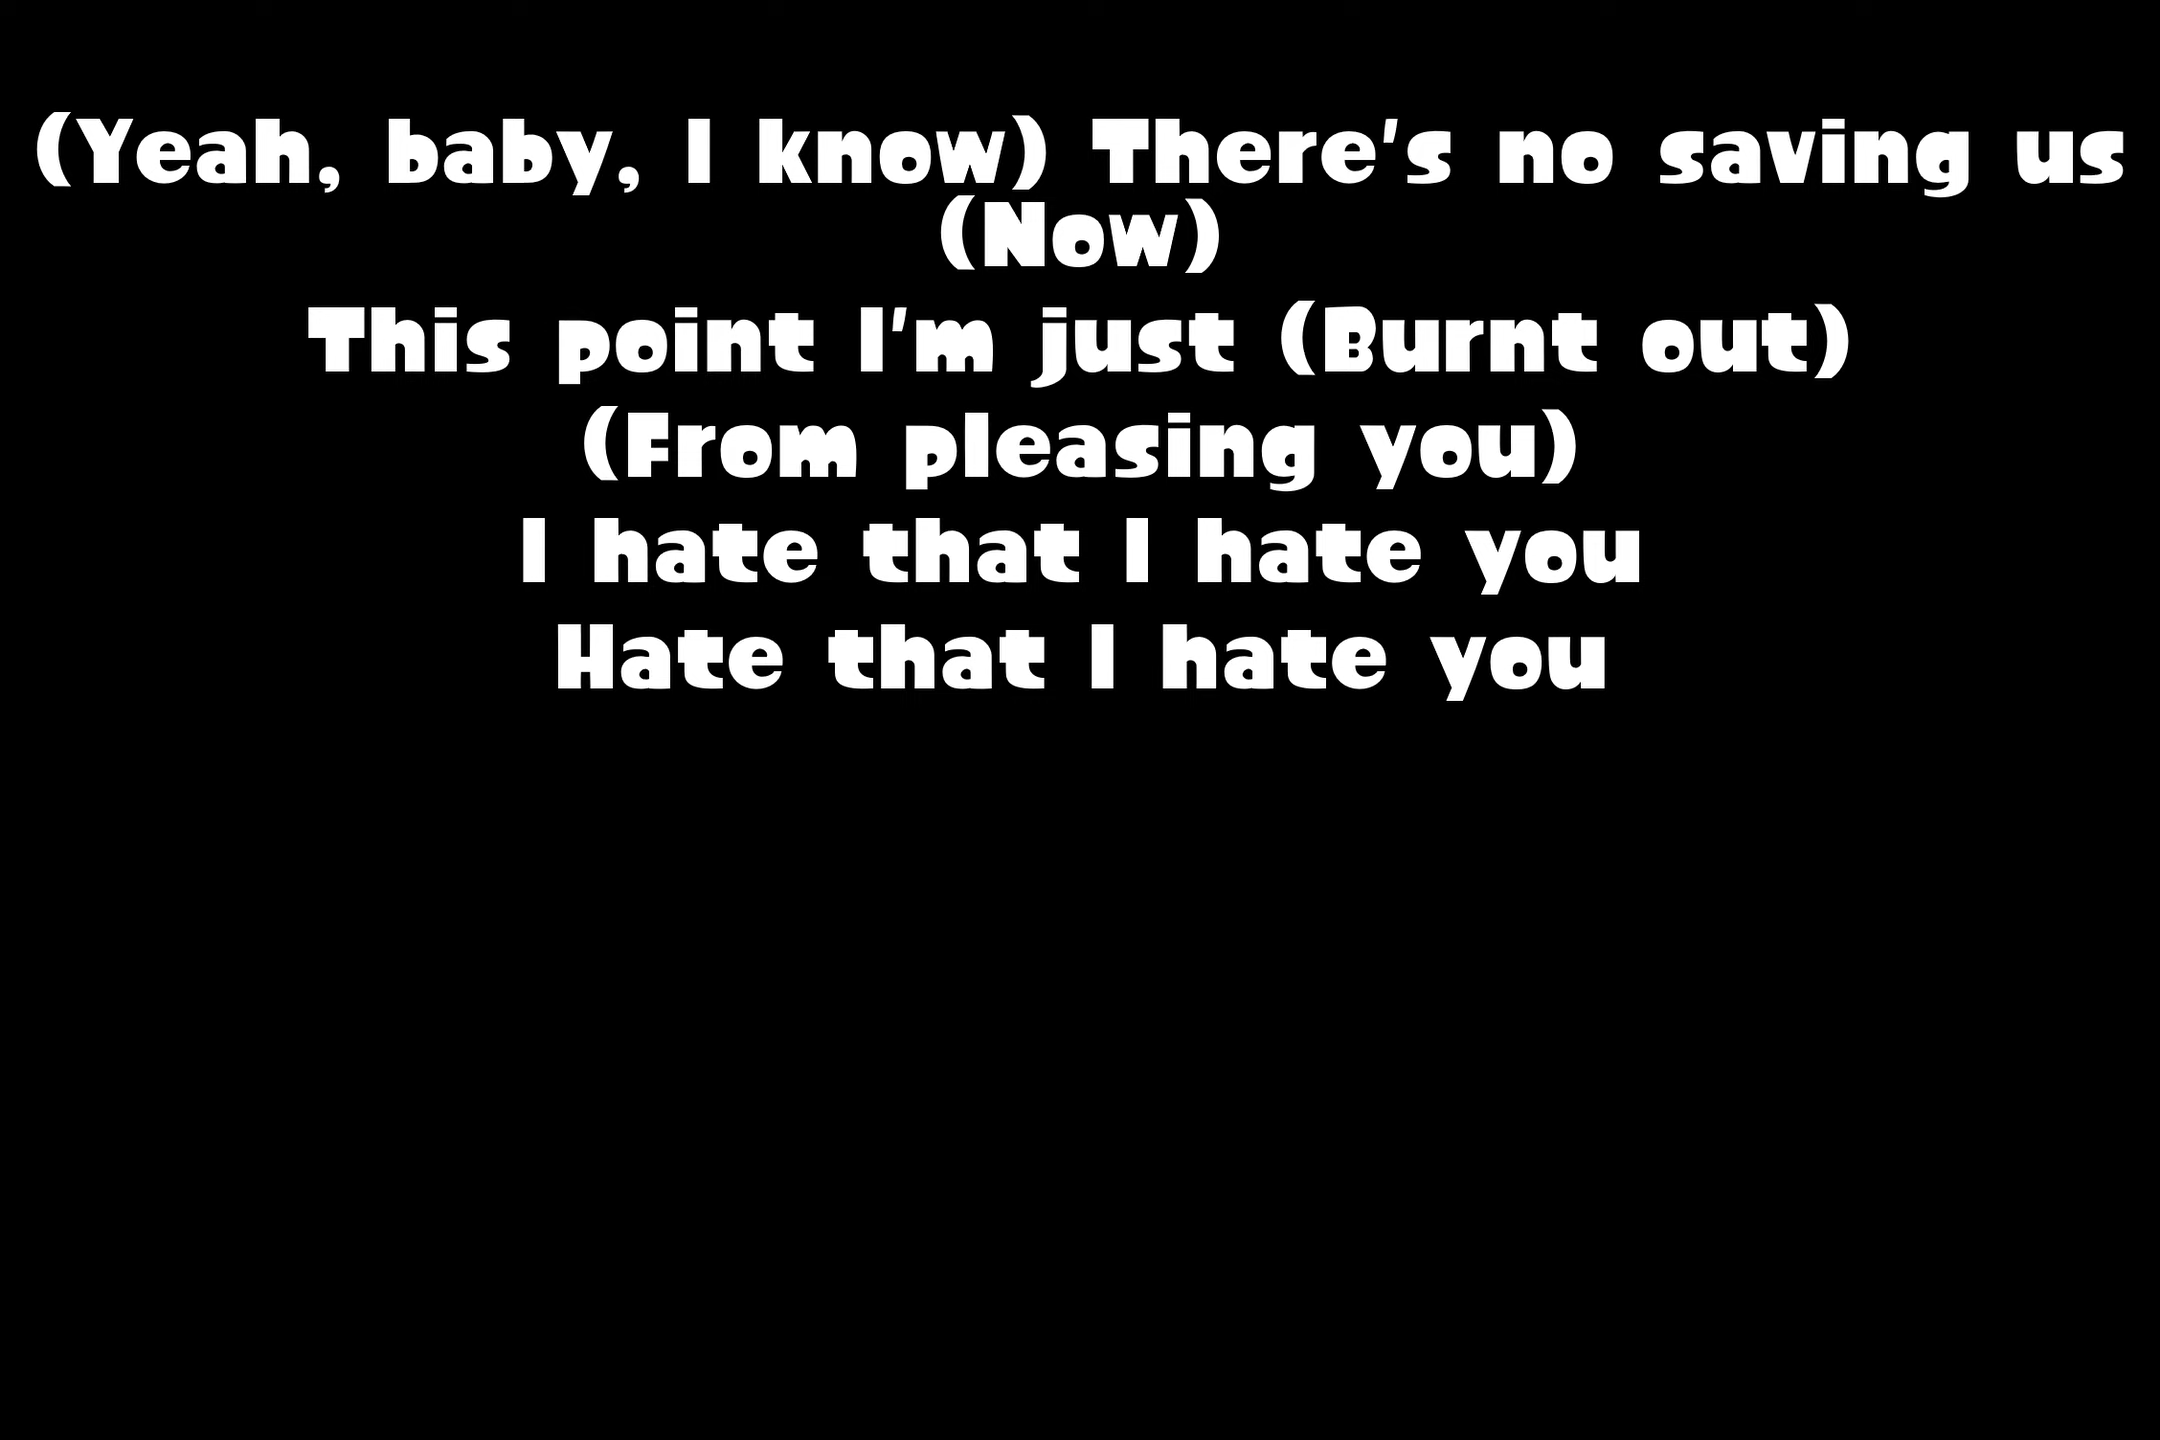 (Yeah, baby, I know) There's no saving us
(Now)
This point I'm just (Burnt out)
(From pleasing you)
I hate that I hate you
Hate that I hate you